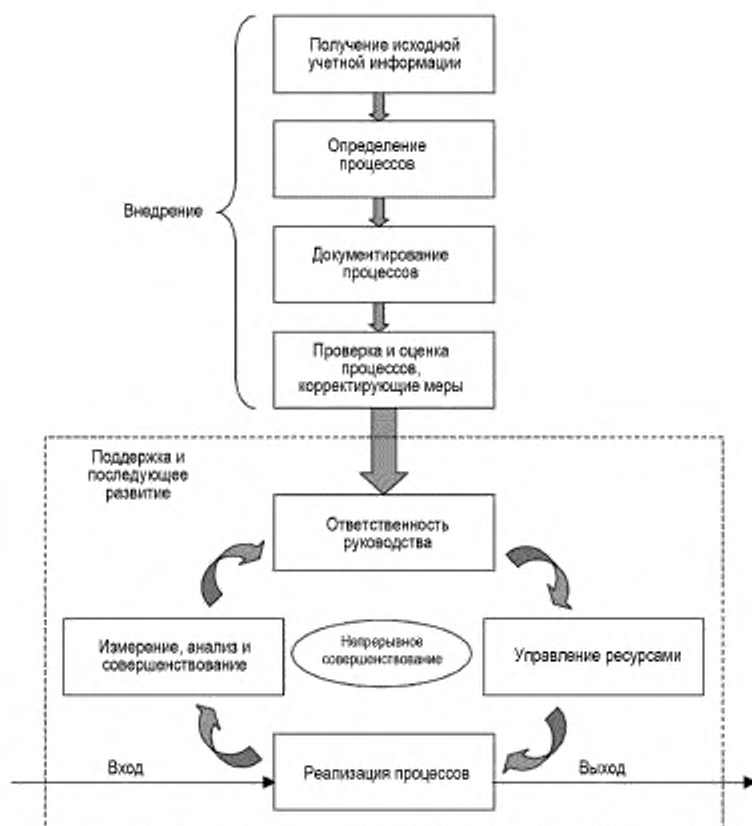 Получение исходной
учетной информации
Определение
процессов
Внедрение
Документирование
процессов
Проверка и оценка
процессов,
корректирующие меры
Поддержка и
последующее
развитие
Ответственность
руководства
Измерение, анализ и
совершенствование
Непрерывное
совершенствование
Управление ресурсами
Вход
Реализация процессов
Выход